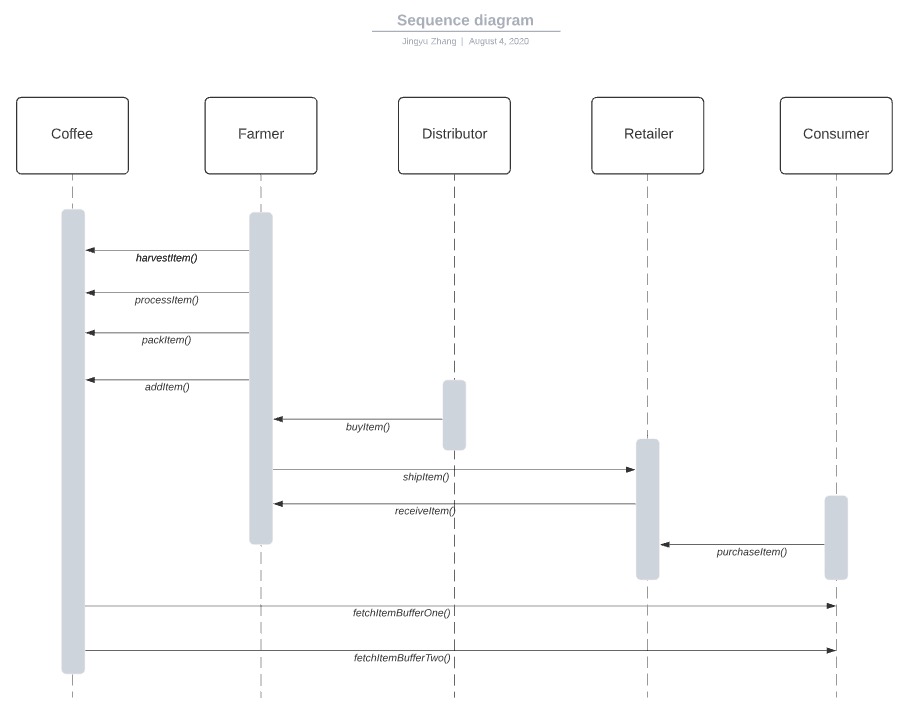 Sequence diagram
Jingyu Zhang | August 4, 2020
Coffee
Farmer
Distributor
Retailer
Consumer
harvestItem()
processItem()
packItem()
addItem()
buyItem()
shipItem()
receiveItem()
purchaseItem()
fetchItemBufferOne()
fetchItemBufferTwo()